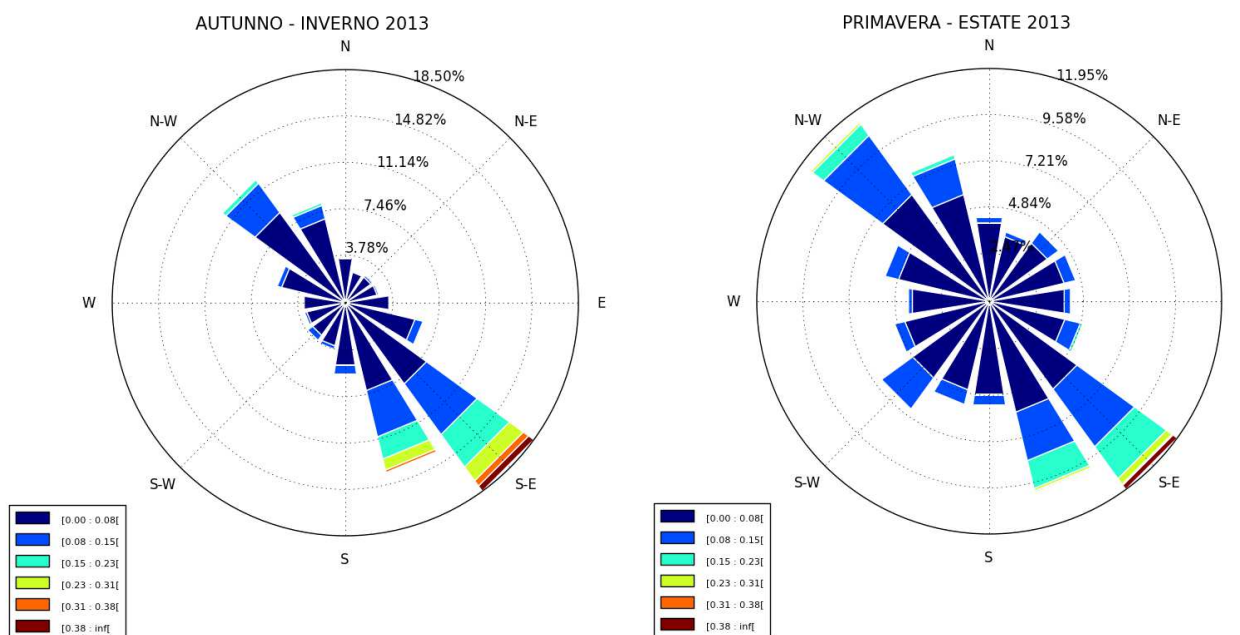 AUTUNNO - INVERNO 2013
N
18.50%
14.82%
11.14%
7.46%
3.78%
N-W
N-E
W
E
S-W
S-E
S
[0.00 : 0.08[
[0.08 : 0.15[
[0.15 : 0.23[
[0.23 : 0.31[
[0.31 : 0.38[
[0.38 : inf[
PRIMAVERA - ESTATE 2013
N
11.95%
9.58%
7.21%
4.84%
N-W
N-E
W
S-W
S-E
S
[0.00 : 0.08[
[0.08 : 0.15[
[0.15 : 0.23[
[0.23 : 0.31[
[0.31 : 0.38[
[0.38 : inf[